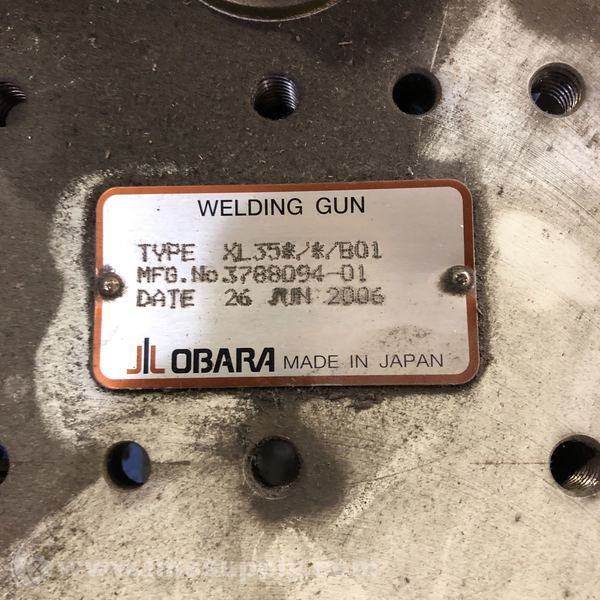 WELDING GUN
TYPE XL35*/*/B01
MFG.No.3788094-01
DATE 26 JUN 2006
OBARA MADE IN JAPAN